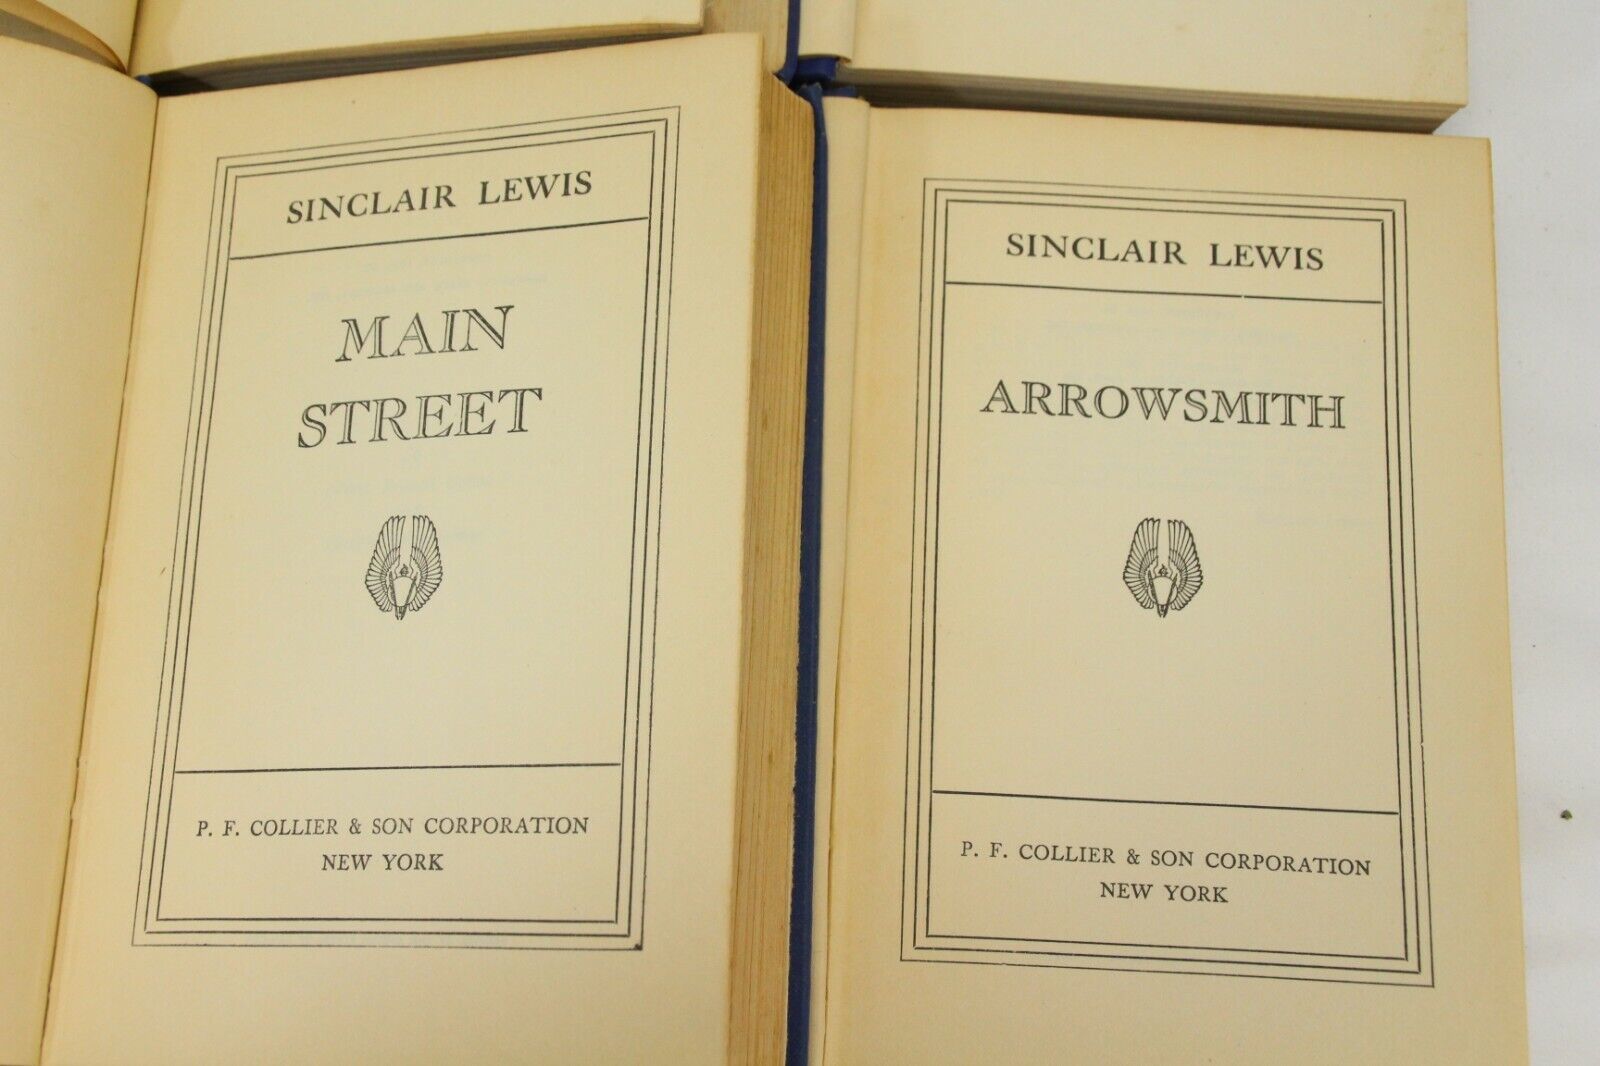 SINCLAIR LEWIS
MAIN
STREET
P. F. COLLIER & SON CORPORATION
NEW YORK
SINCLAIR LEWIS
ARROWSMITH
P. F. COLLIER & SON CORPORATION
NEW YORK